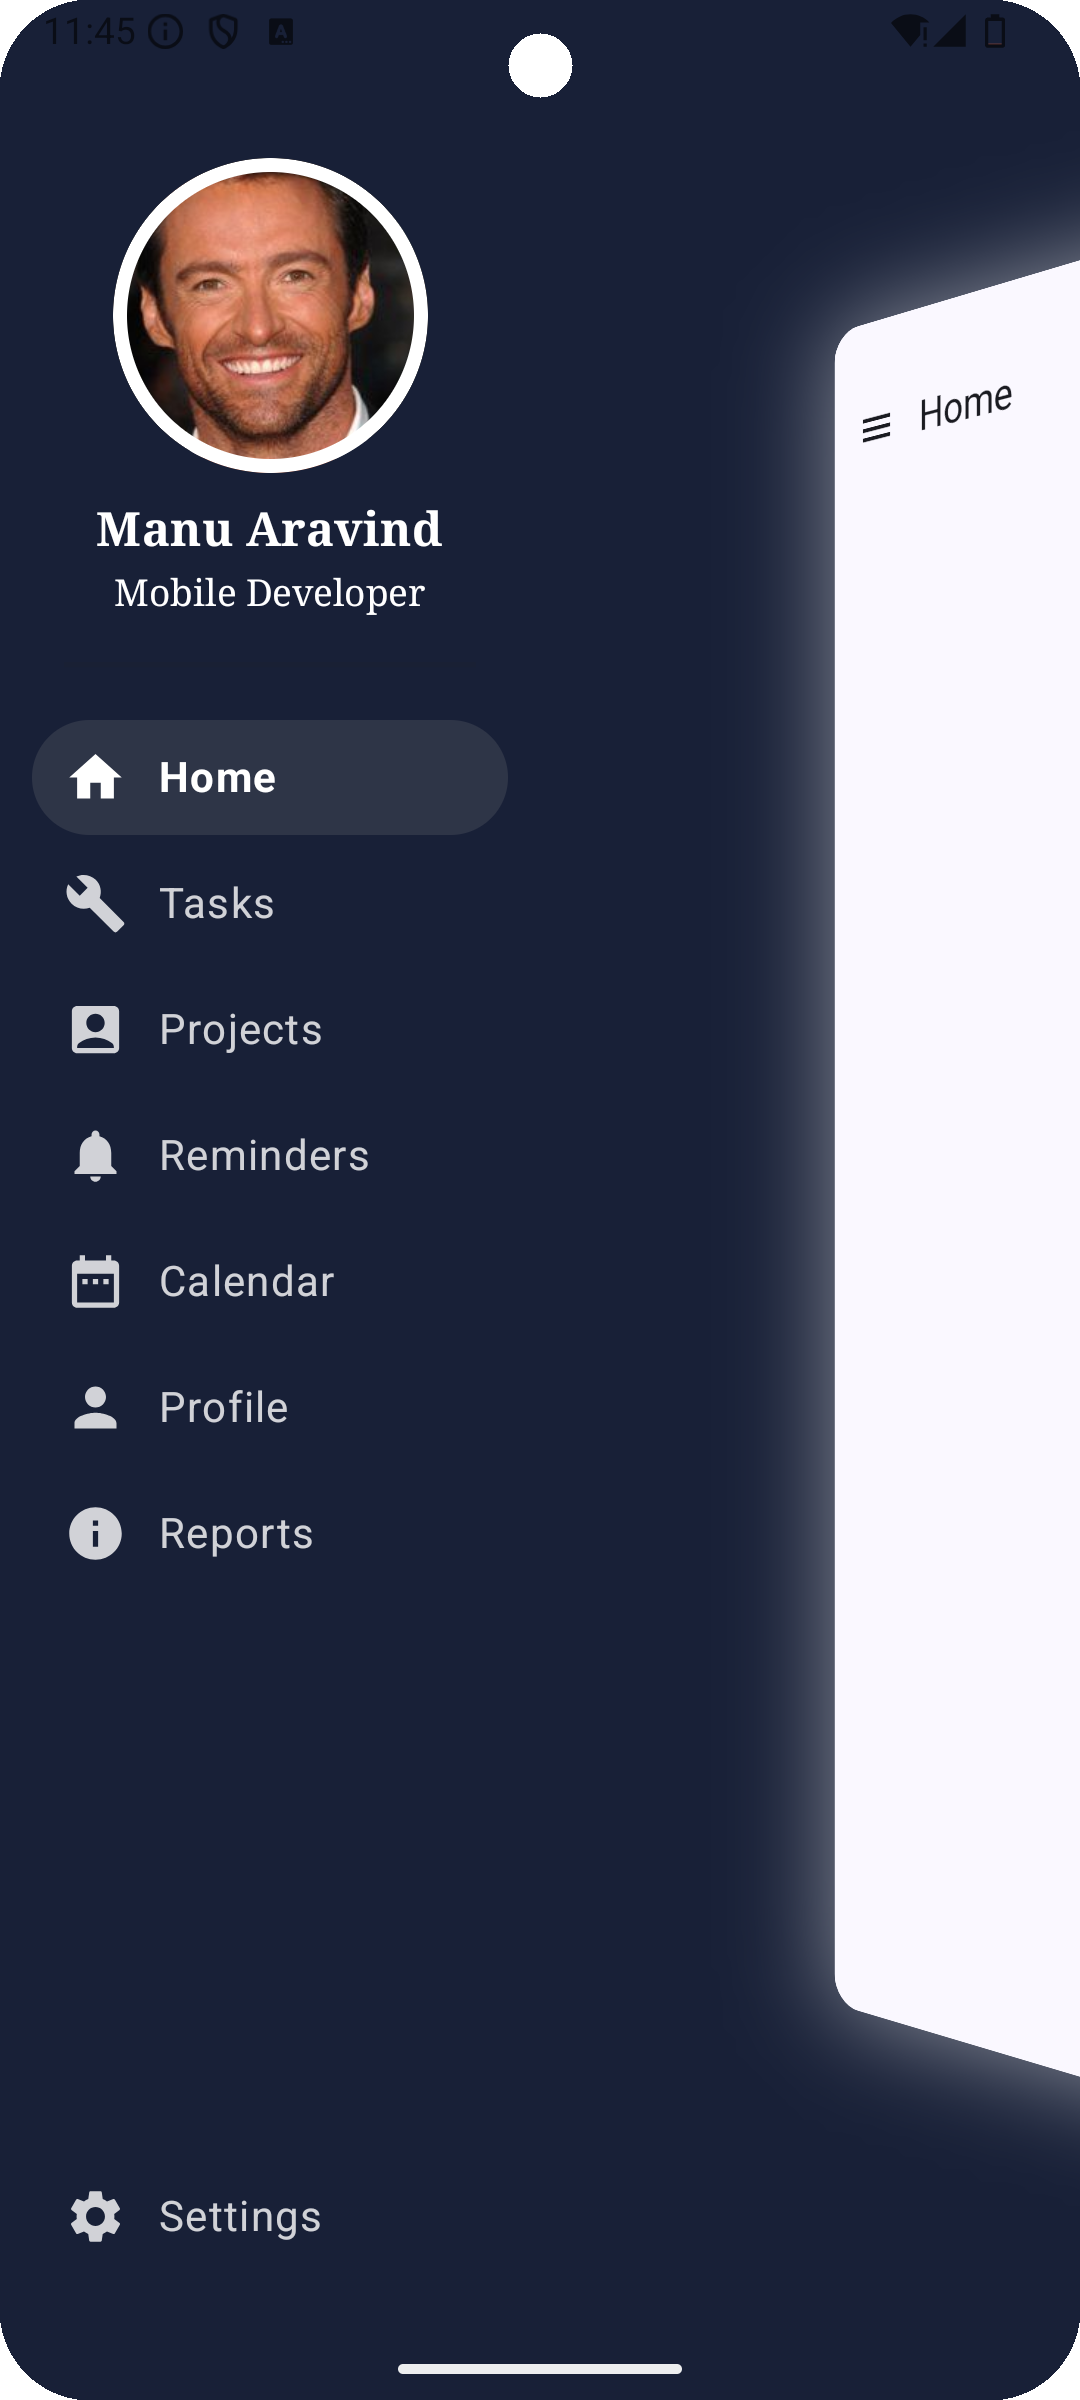 11:45
Manu Aravind
Mobile Developer
Home
Home
Tasks
Projects
Reminders
Calendar
Profile
Reports
Settings